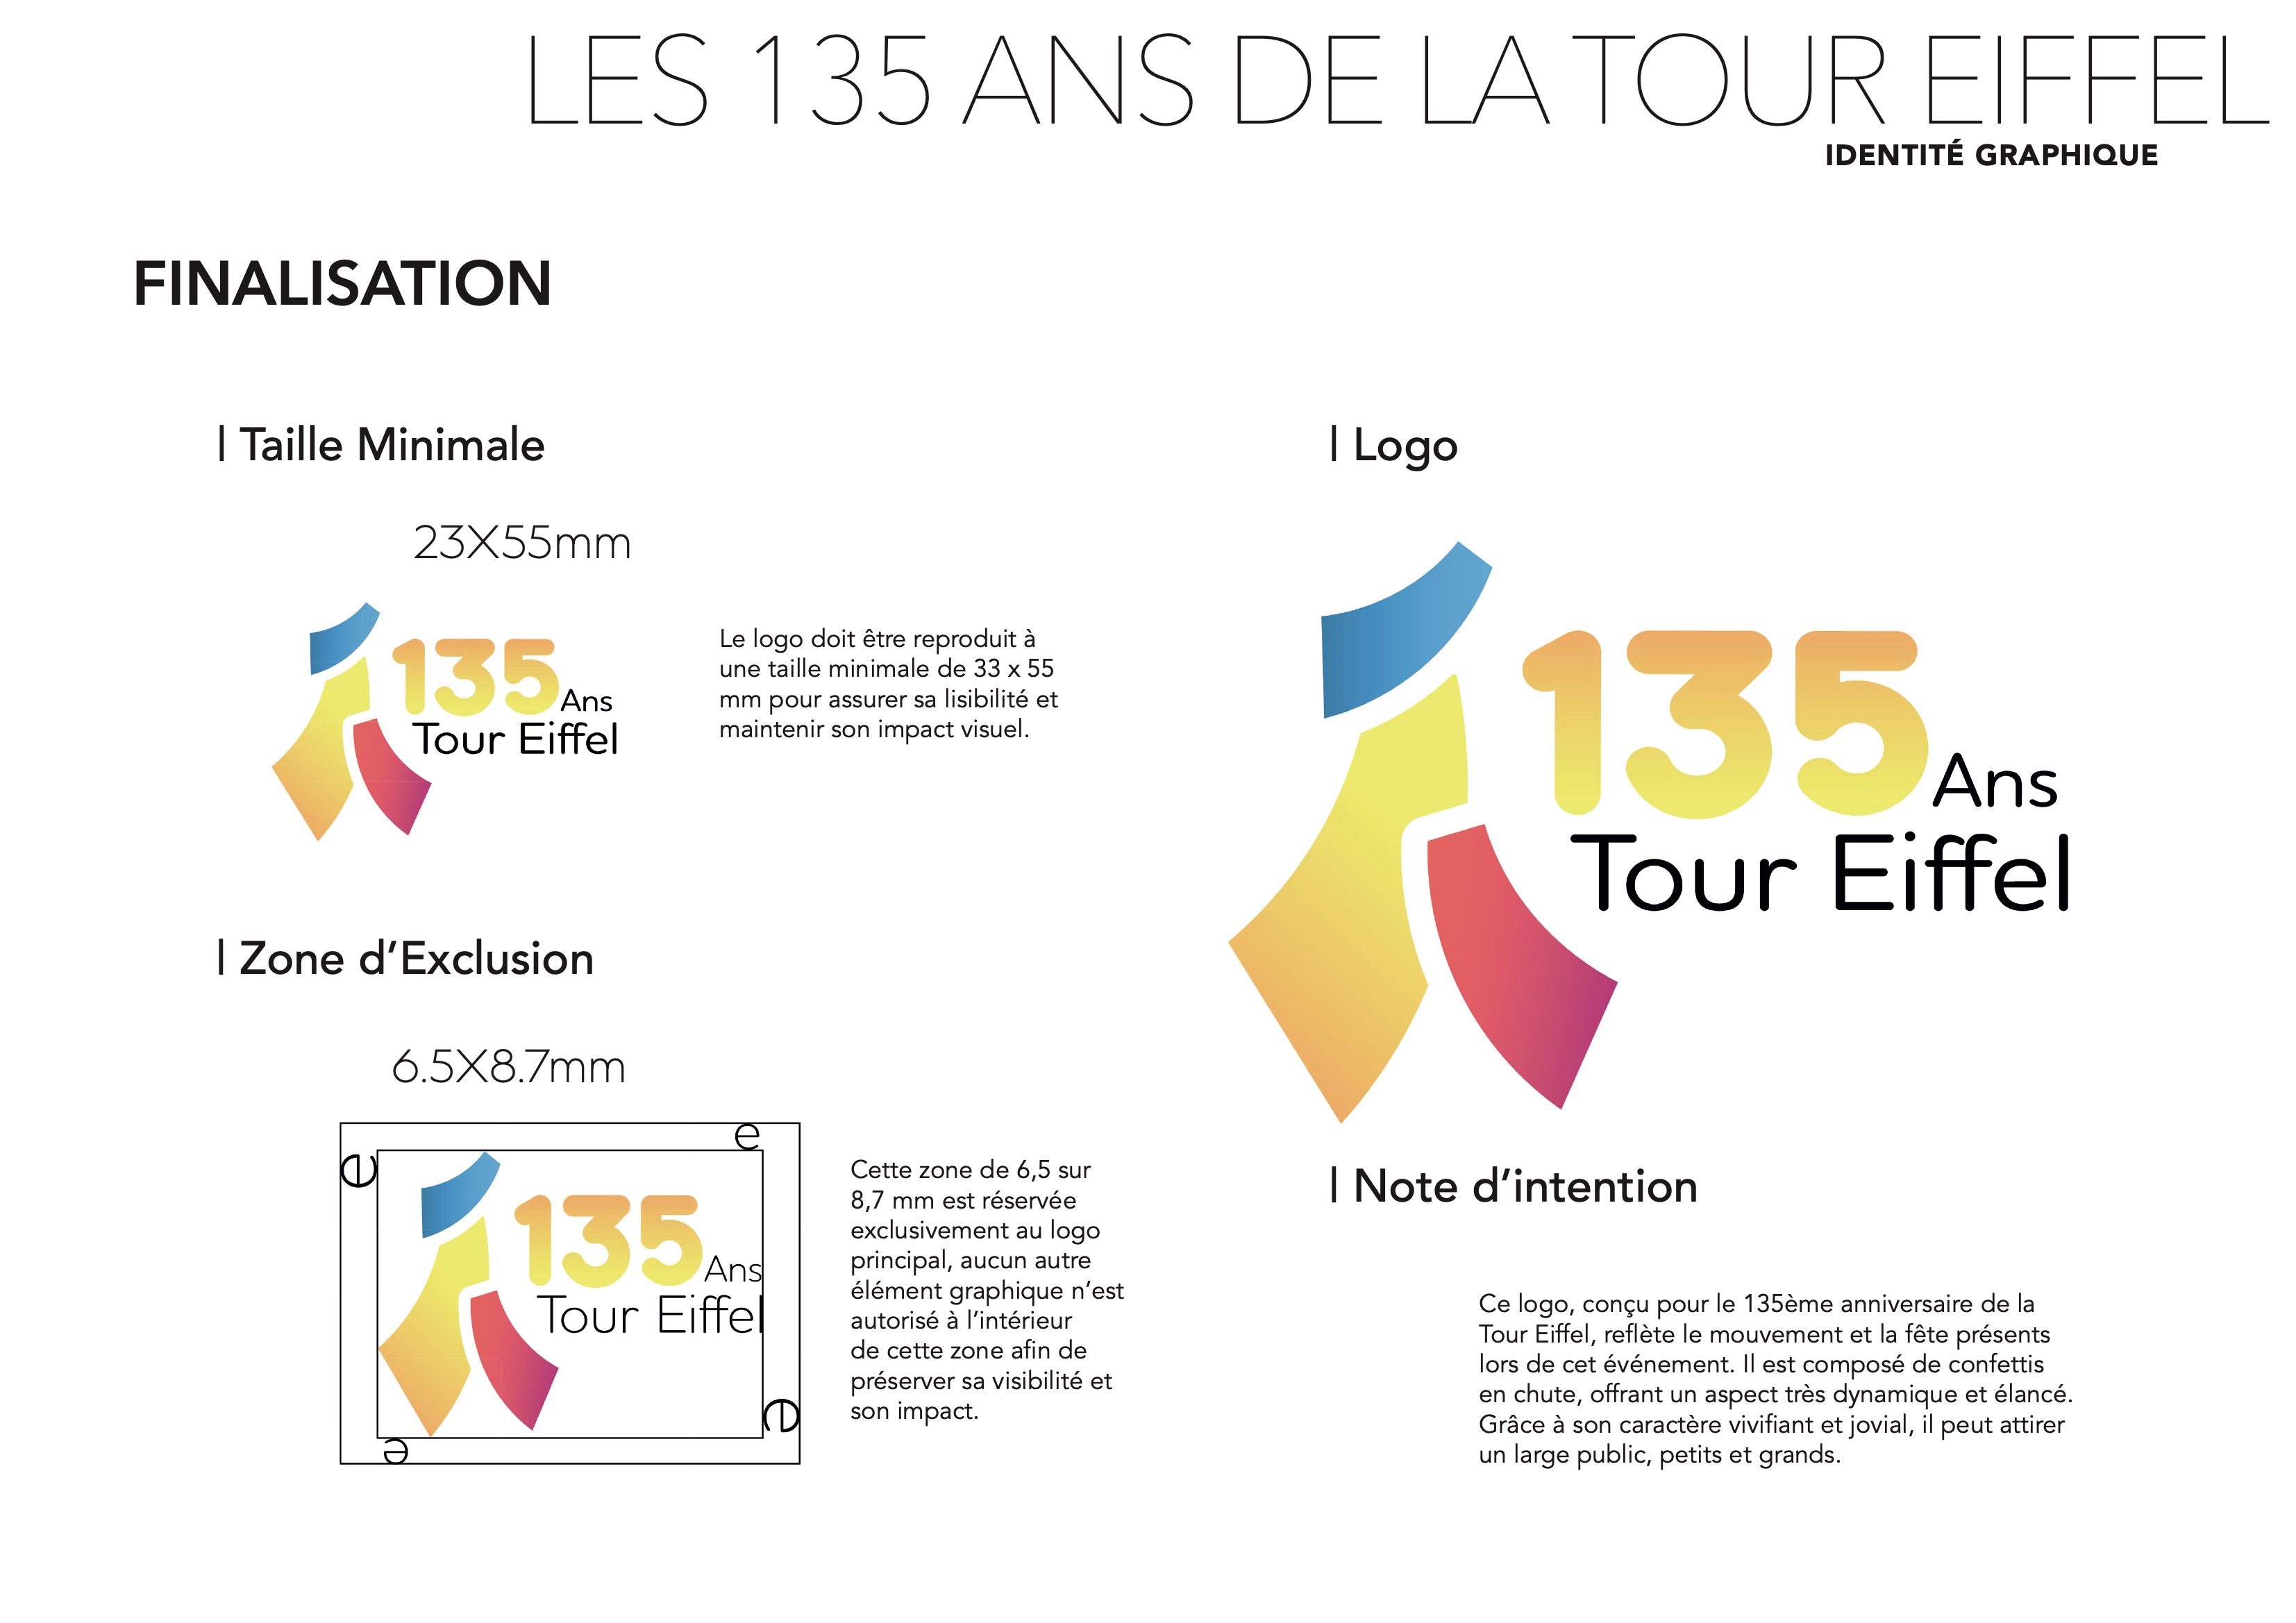 LES 135 ANS DE LA TOUR EIFFEL
IDENTITÉ GRAPHIQUE
FINALISATION
| Taille Minimale
23X55mm
135
Ans
Tour Eiffel
Le logo doit être reproduit à
une taille minimale de 33 x 55
mm pour assurer sa lisibilité et
maintenir son impact visuel.
| Zone d’Exclusion
6.5X8.7mm
e
e
135
Ans
Tour Eiffel
e
e
Cette zone de 6,5 sur
8,7 mm est réservée
exclusivement au logo
principal, aucun autre
élément graphique n’est
autorisé à l’intérieur
de cette zone afin de
préserver sa visibilité et
son impact.
| Logo
135
Ans
Tour Eiffel
| Note d’intention
Ce logo, conçu pour le 135ème anniversaire de la
Tour Eiffel, reflète le mouvement et la fête présents
lors de cet événement. Il est composé de confettis
en chute, offrant un aspect très dynamique et élancé.
Grâce à son caractère vivifiant et jovial, il peut attirer
un large public, petits et grands.